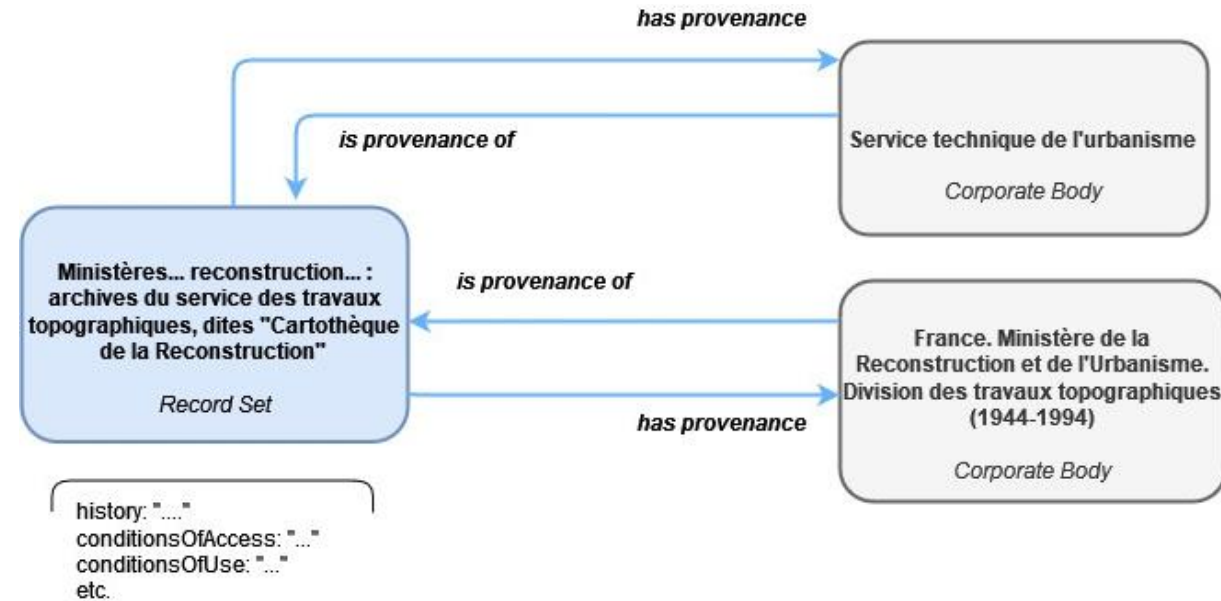 has provenance
Service technique de l'urbanisme
Corporate Body
is provenance of
Ministères... reconstruction... :
archives du service des travaux
topographiques, dites "Cartothèque
de la Reconstruction"
Record Set
is provenance of
France. Ministère de la
Reconstruction et de l'Urbanisme.
Division des travaux topographiques
(1944-1994)
Corporate Body
has provenance
history: "...."
conditionsOfAccess: "..."
conditionsOfUse: "..."
etc.